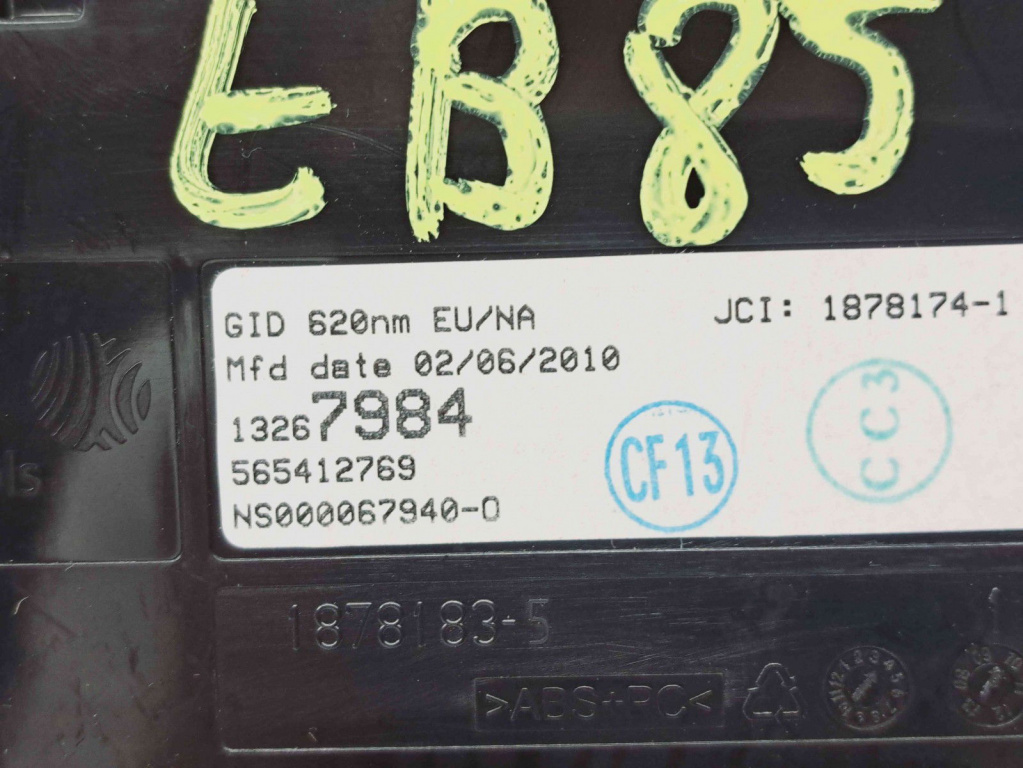 EB85
GID 620nm EU/NA
JCI: 1878174-1
Mfd date 02/06/2010
13267984
565412769
NS000067940-0
CF13
CC3
1878183-5
>ABS+PC<